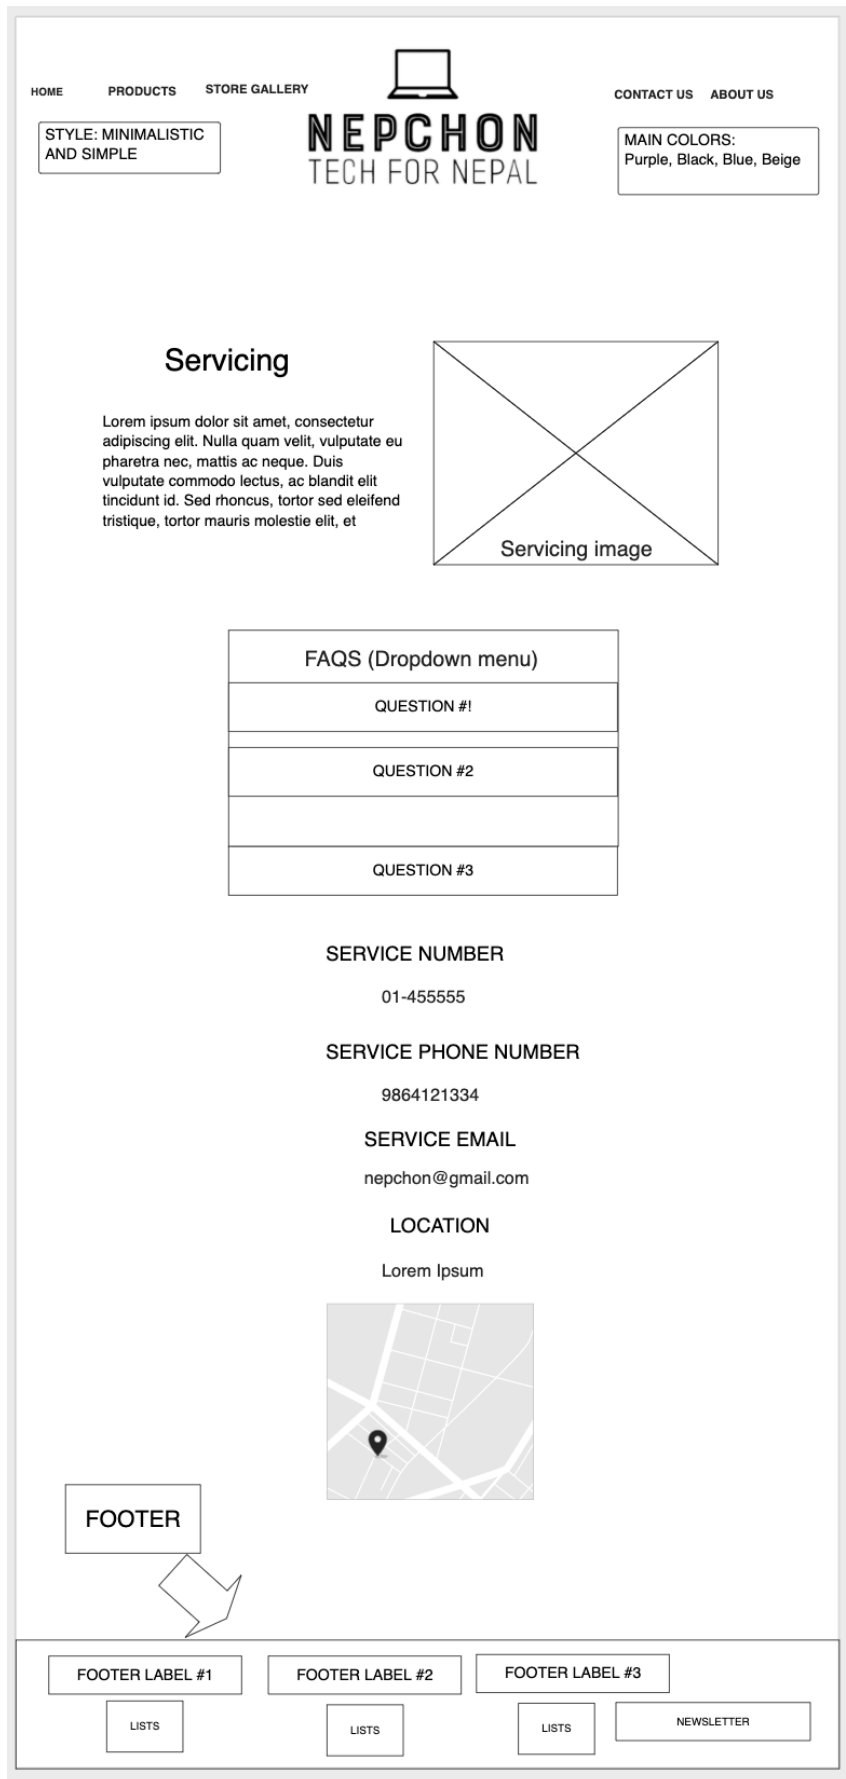 HOME
PRODUCTS
STORE GALLERY
NEPCHON
TECH FOR NEPAL
CONTACT US
ABOUT US
STYLE: MINIMALISTIC
AND SIMPLE
MAIN COLORS:
Purple, Black, Blue, Beige
Servicing
Lorem ipsum dolor sit amet, consectetur
adipiscing elit. Nulla quam velit, vulputate eu
pharetra nec, mattis ac neque. Duis
vulputate commodo lectus, ac blandit elit
tincidunt id. Sed rhoncus, tortor sed eleifend
tristique, tortor mauris molestie elit, et
Servicing image
FAQS (Dropdown menu)
QUESTION #!
QUESTION #2
QUESTION #3
SERVICE NUMBER
01-455555
SERVICE PHONE NUMBER
9864121334
SERVICE EMAIL
nepchon@gmail.com
LOCATION
Lorem Ipsum
FOOTER
FOOTER LABEL #1
FOOTER LABEL #2
FOOTER LABEL #3
LISTS
LISTS
LISTS
NEWSLETTER